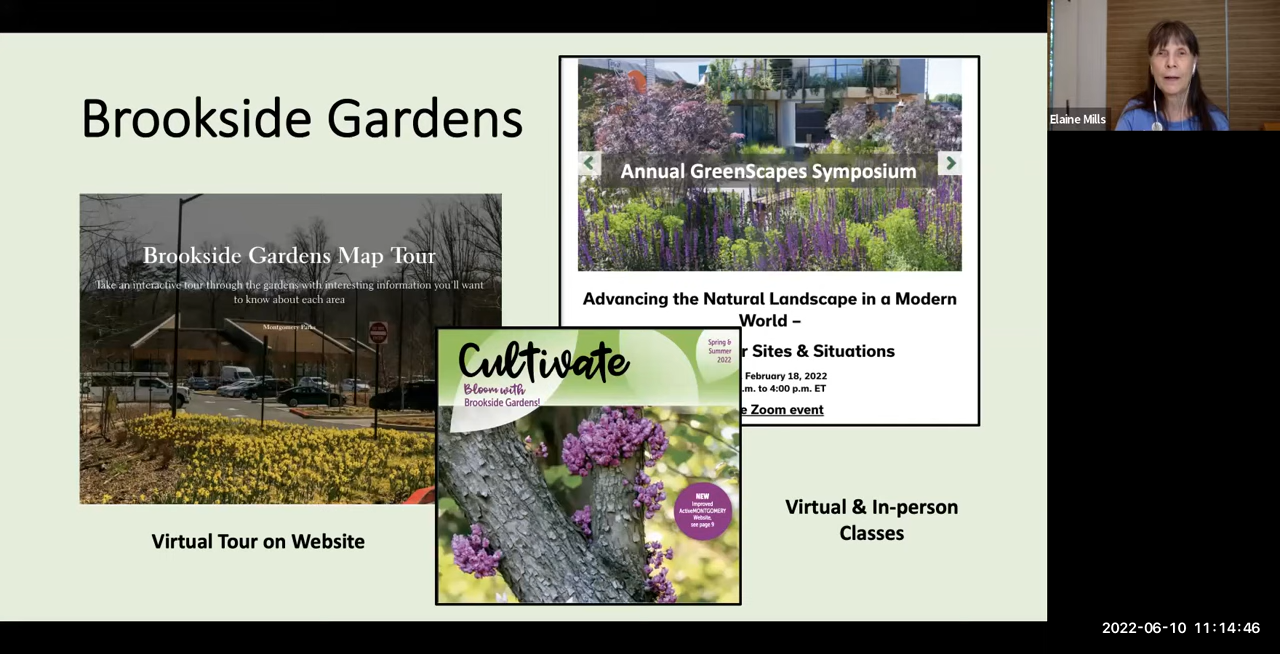 Brookside Gardens
Annual GreenScapes Symposium
Advancing the Natural Landscape in a Modern
World –
r Sites & Situations
February 18, 2022
.m. to 4:00 p.m. ET
e Zoom event
Brookside Gardens Map Tour
Take an interactive tour through the gardens with interesting information you'll want
to know about each area
Montgomery Parks
Virtual Tour on Website
Cultivate
Bloom with
Brookside Gardens!
Spring &
Summer
2022
NEW
Improved
ActiveMONTGOMERY
Website,
see page 9
Virtual & In-person
Classes
Elaine Mills
2022-06-10 11:14:46